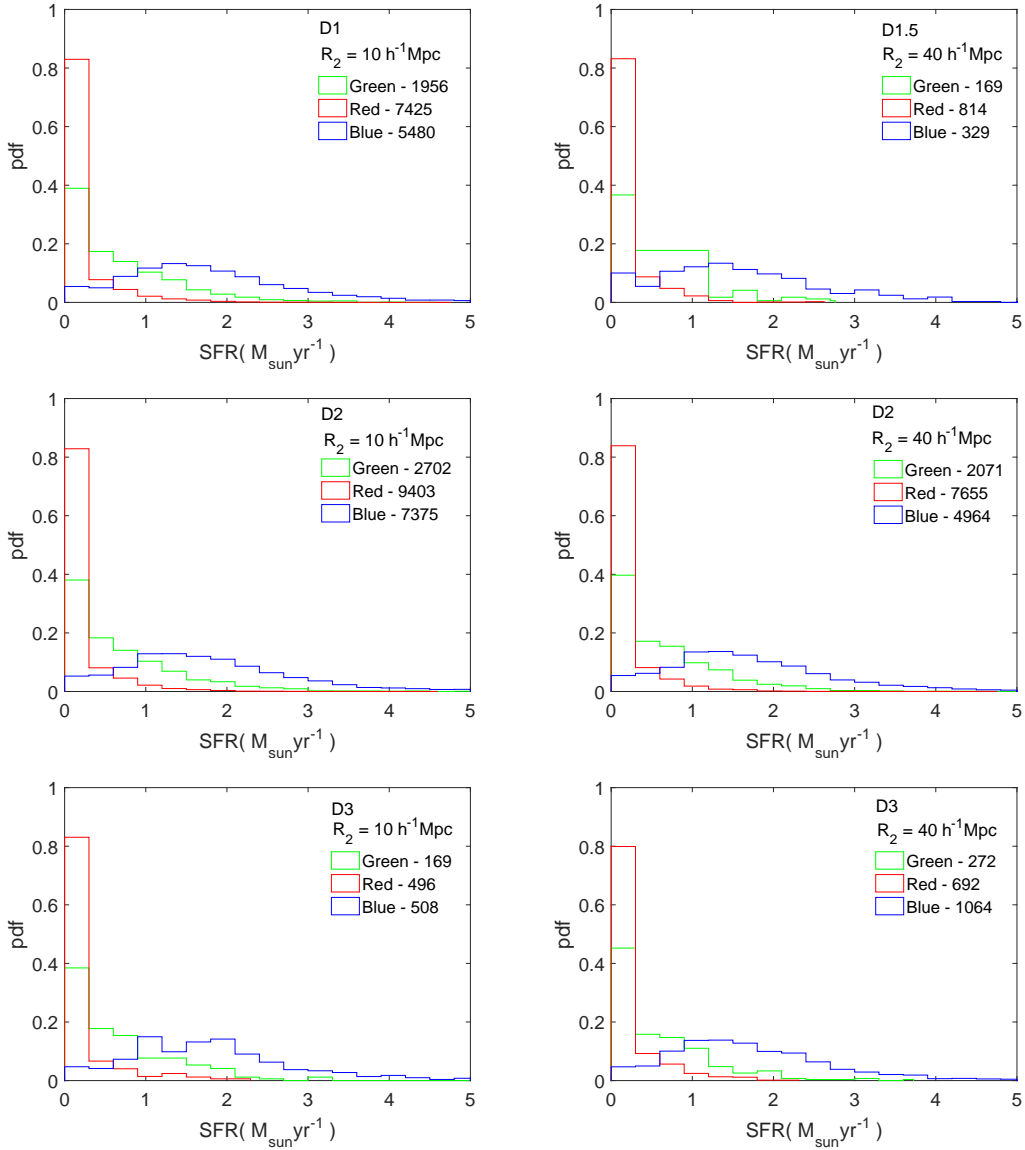 D1
R2 = 10 h-1Mpc
Green - 1956
Red - 7425
Blue - 5480
pdf
1
0.8
0.6
0.4
0.2
0
0 1 2 3 4 5
SFR( Msunyr-1 )
D1.5
R2 = 40 h-1Mpc
Green - 169
Red - 814
Blue - 329
pdf
1
0.8
0.6
0.4
0.2
0
0 1 2 3 4 5
SFR( Msunyr-1 )
D2
R2 = 10 h-1Mpc
Green - 2702
Red - 9403
Blue - 7375
pdf
1
0.8
0.6
0.4
0.2
0
0 1 2 3 4 5
SFR( Msunyr-1 )
D2
R2 = 40 h-1Mpc
Green - 2071
Red - 7655
Blue - 4964
pdf
1
0.8
0.6
0.4
0.2
0
0 1 2 3 4 5
SFR( Msunyr-1 )
D3
R2 = 10 h-1Mpc
Green - 169
Red - 496
Blue - 508
pdf
1
0.8
0.6
0.4
0.2
0
0 1 2 3 4 5
SFR( Msunyr-1 )
D3
R2 = 40 h-1Mpc
Green - 272
Red - 692
Blue - 1064
pdf
1
0.8
0.6
0.4
0.2
0
0 1 2 3 4 5
SFR( Msunyr-1 )